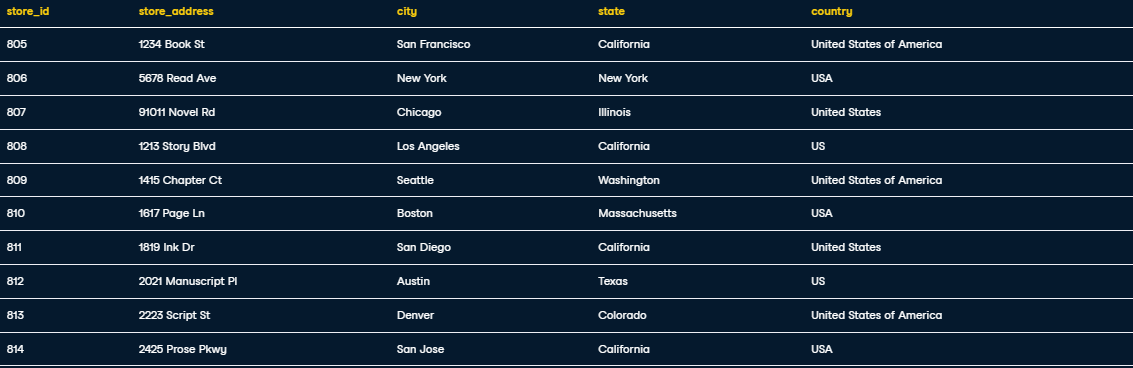 store_id store_address city state country
805 1234 Book St San Francisco California United States of America
806 5678 Read Ave New York New York USA
807 91011 Novel Rd Chicago Illinois United States
808 1213 Story Blvd Los Angeles California US
809 1415 Chapter Ct Seattle Washington United States of America
810 1617 Page Ln Boston Massachusetts USA
811 1819 Ink Dr San Diego California United States
812 2021 Manuscript Pl Austin Texas US
813 2223 Script St Denver Colorado United States of America
814 2425 Prose Pkwy San Jose California USA